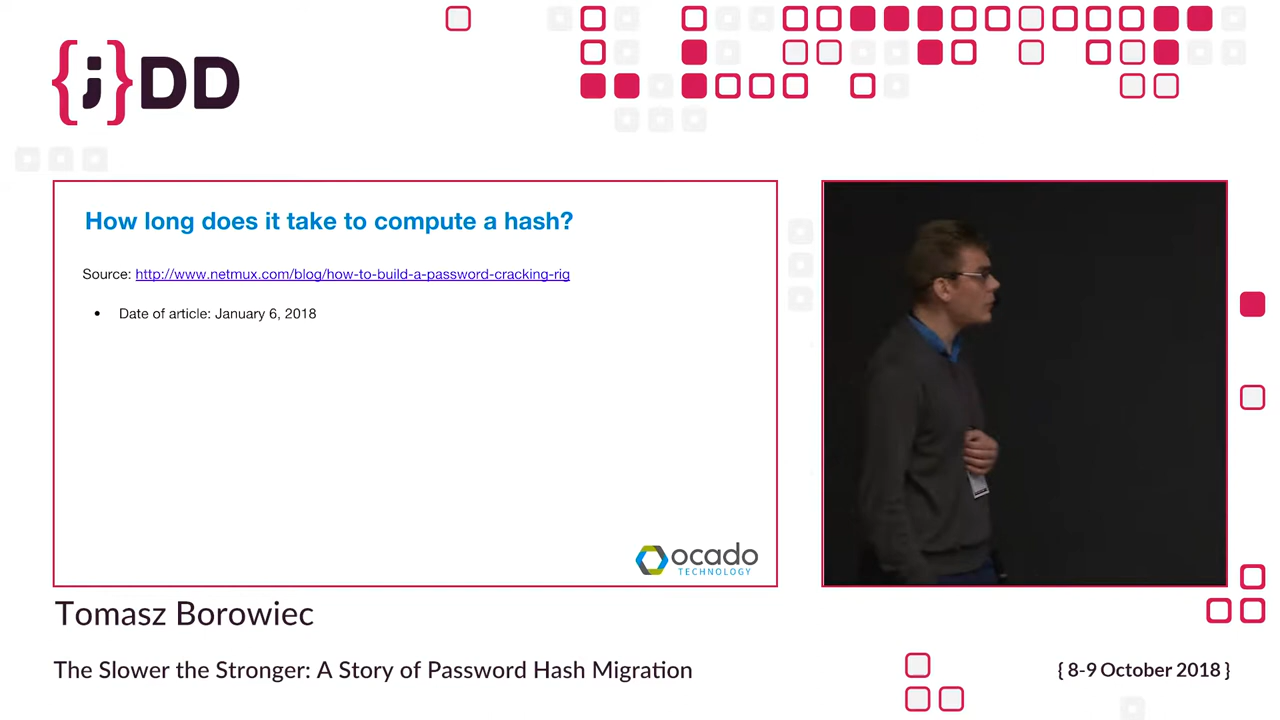 {j}DD
How long does it take to compute a hash?
Source: http://www.netmux.com/blog/how-to-build-a-password-cracking-rig
• Date of article: January 6, 2018
ocado
TECHNOLOGY
Tomasz Borowiec
The Slower the Stronger: A Story of Password Hash Migration
{ 8-9 October 2018 }